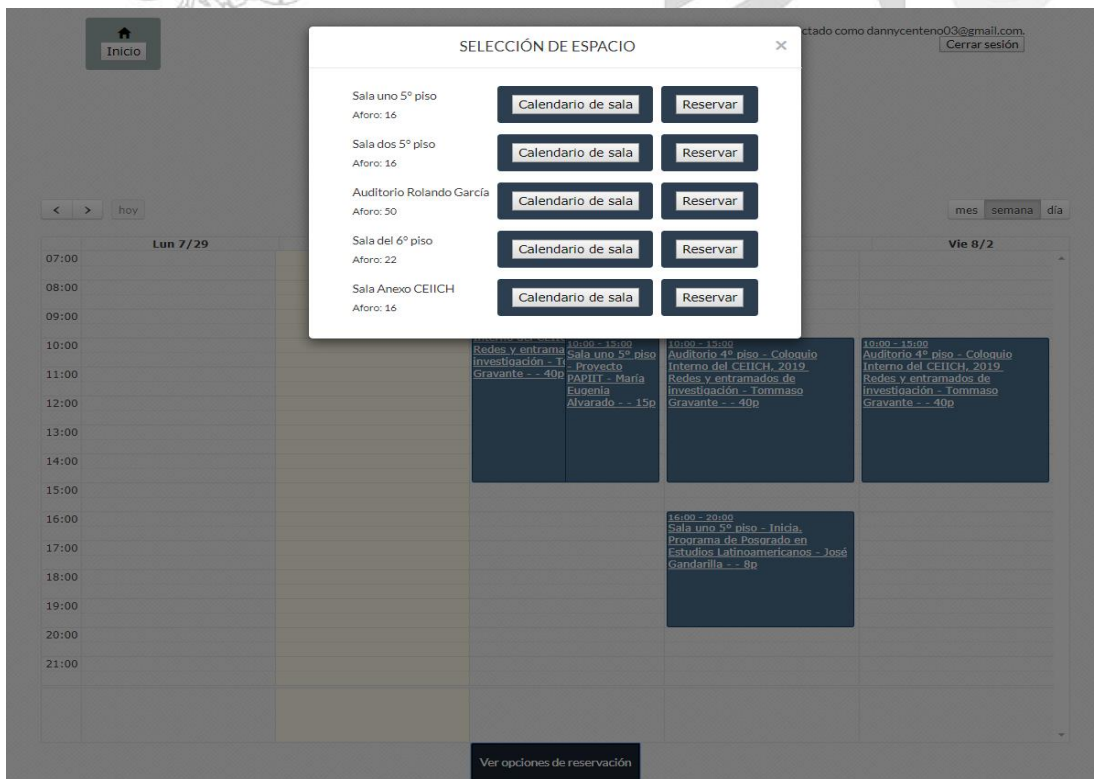 Inicio
SELECCIÓN DE ESPACIO
×
ctado como dannycenteno03@gmail.com.
Cerrar sesión
Sala uno 5º piso
Aforo: 16
Calendario de sala
Reservar
Sala dos 5º piso
Aforo: 16
Calendario de sala
Reservar
Auditorio Rolando García
Aforo: 50
Calendario de sala
Reservar
Sala del 6º piso
Aforo: 22
Calendario de sala
Reservar
Sala Anexo CEIICH
Aforo: 16
Calendario de sala
Reservar
< > hoy
mes semana día
Lun 7/29
Vie 8/2
07:00
08:00
09:00
10:00
11:00
12:00
13:00
14:00
15:00
16:00
17:00
18:00
19:00
20:00
21:00
Redes y entrama
investigación - T
Gravante - - 40p
10:00 - 15:00
Sala uno 5º piso
- Proyecto
PAPIIT - María
Eugenia
Alvarado - - 15p
10:00 - 15:00
Auditorio 4º piso - Coloquio
Interno del CEIICH, 2019
Redes y entramados de
investigación - Tommaso
Gravante - - 40p
10:00 - 15:00
Auditorio 4º piso - Coloquio
Interno del CEIICH, 2019
Redes y entramados de
investigación - Tommaso
Gravante - - 40p
16:00 - 20:00
Sala uno 5º piso - Inicia.
Programa de Posgrado en
Estudios Latinoamericanos - José
Gandarilla - - 8p
Ver opciones de reservación